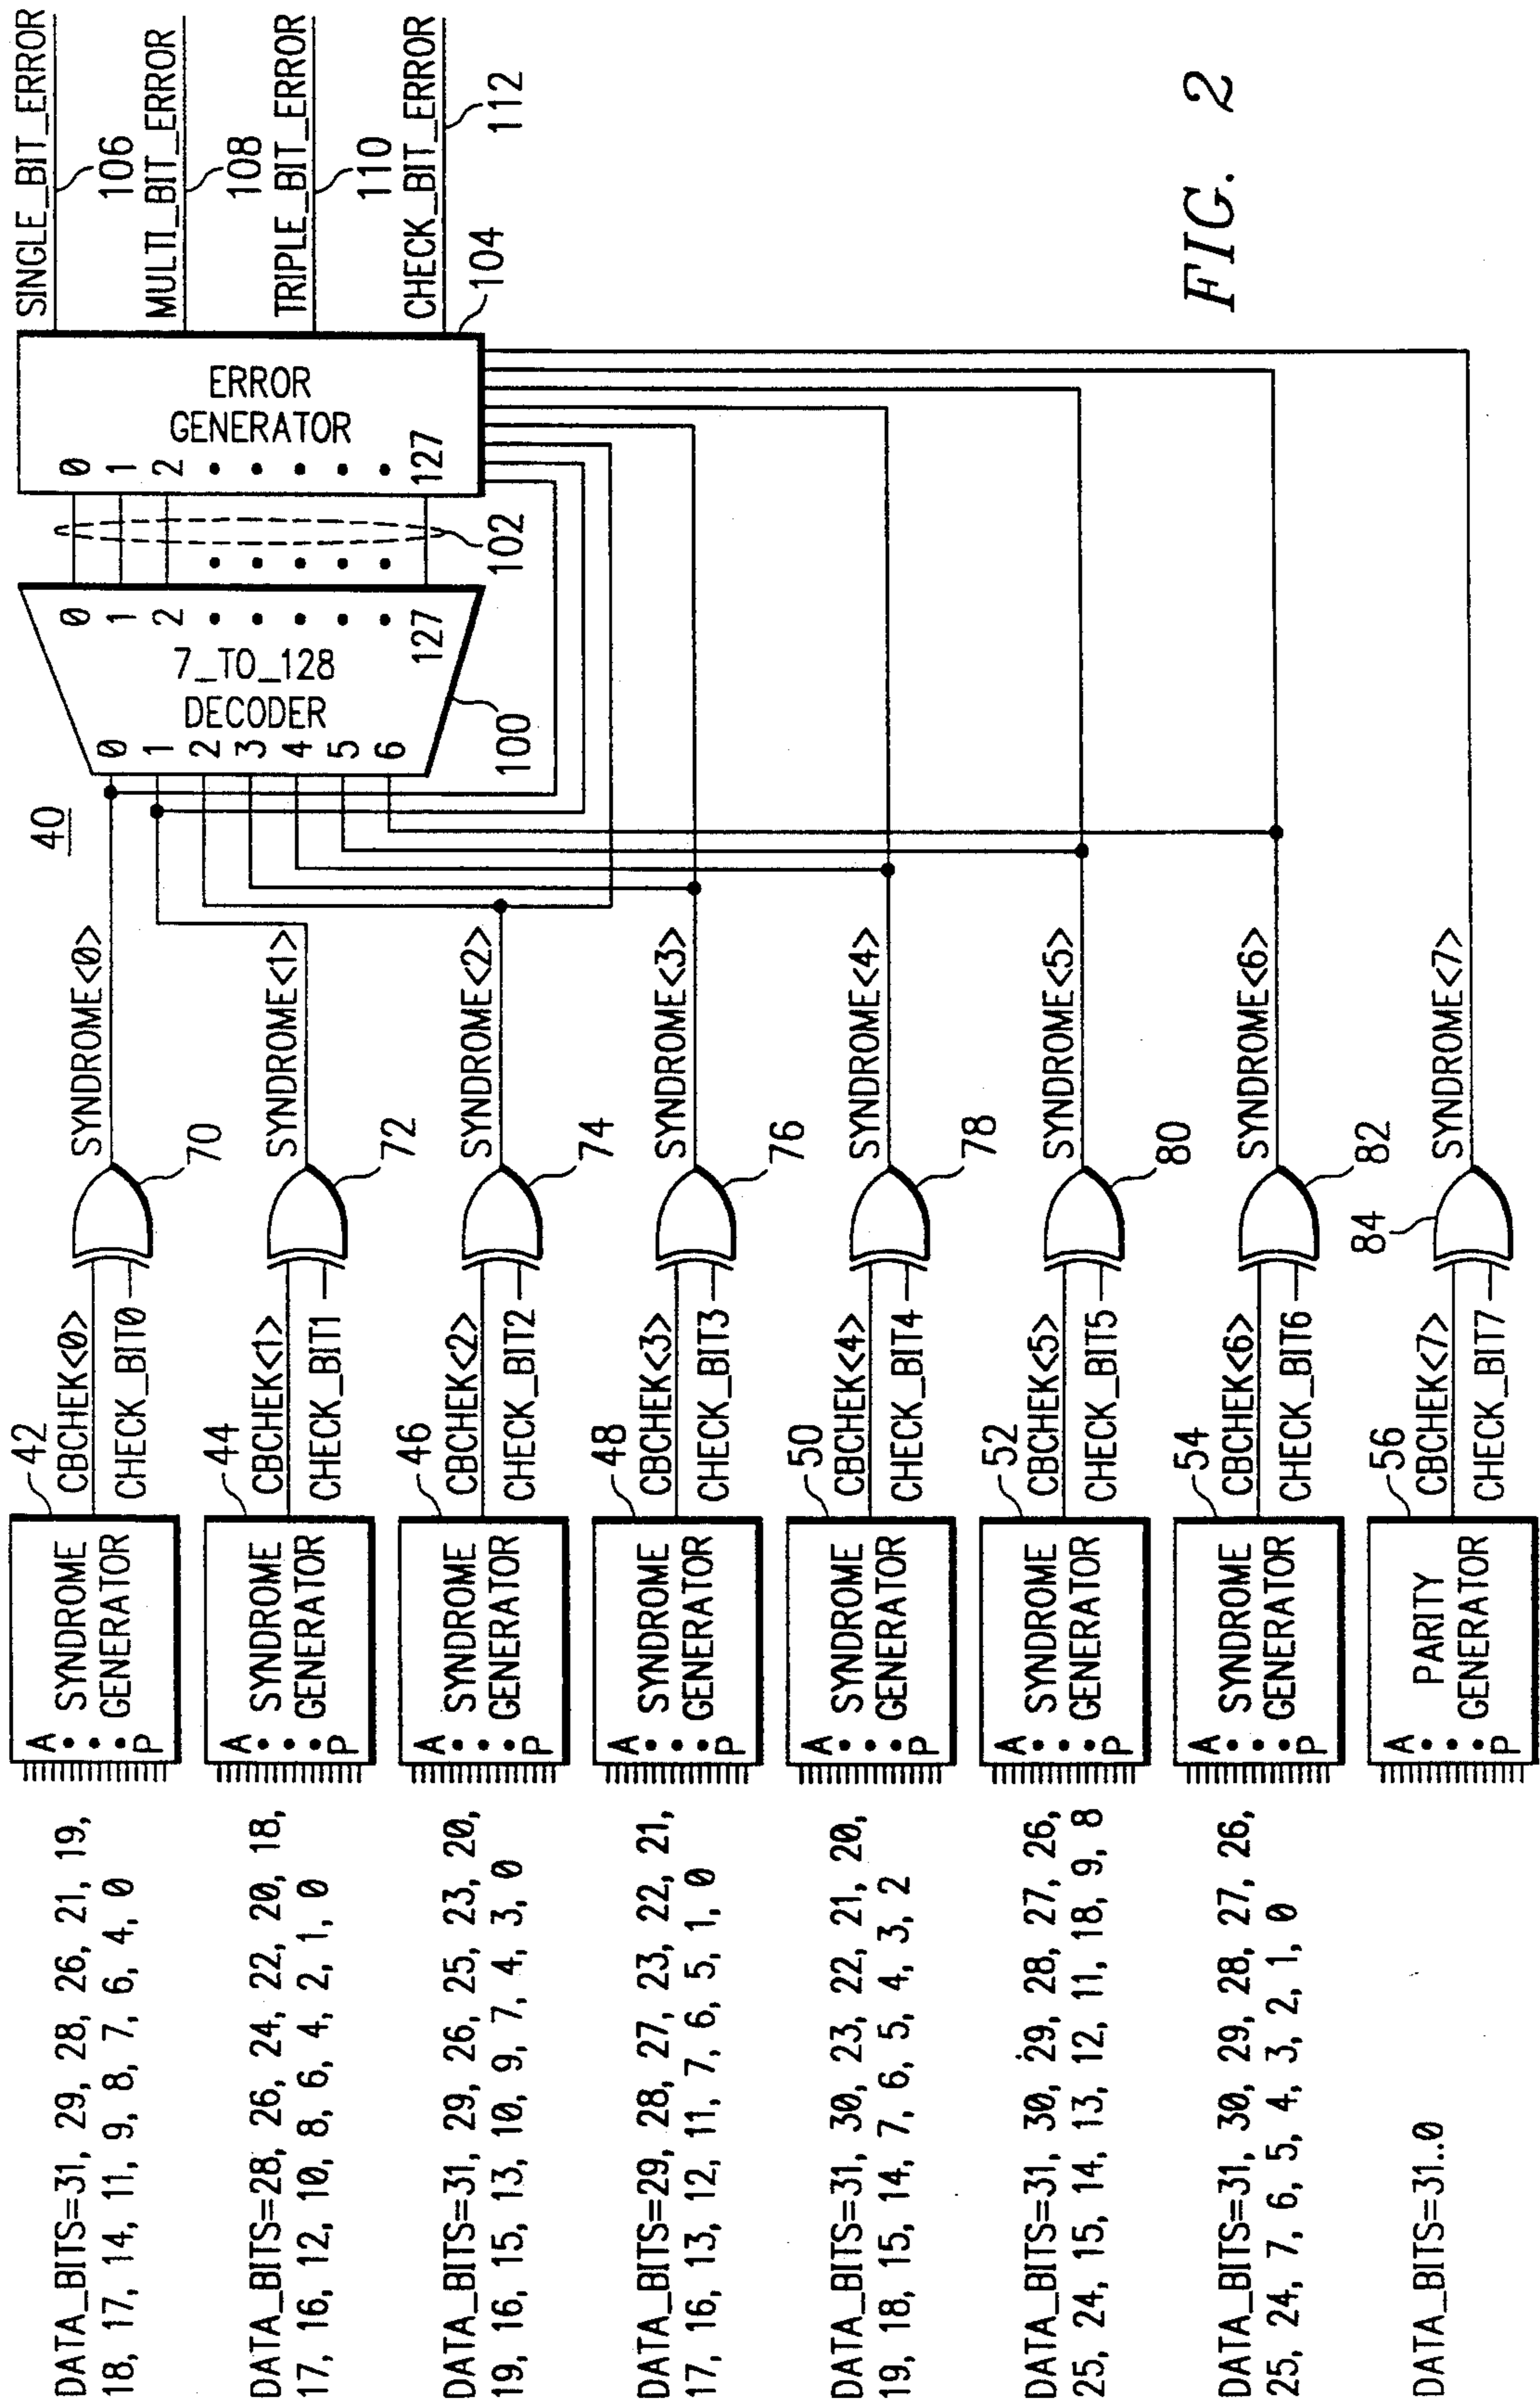 40
DATA_BITS=31, 29, 28, 26, 21, 19,
18, 17, 14, 11, 9, 8, 7, 6, 4, 0
A
P
SYNDROME
GENERATOR
42
CBCHEK<0>
CHECK_BIT0
70
SYNDROME<0>
DATA_BITS=28, 26, 24, 22, 20, 18,
17, 16, 12, 10, 8, 6, 4, 2, 1, 0
A
P
SYNDROME
GENERATOR
44
CBCHEK<1>
CHECK_BIT1
72
SYNDROME<1>
DATA_BITS=31, 29, 26, 25, 23, 20,
19, 16, 15, 13, 10, 9, 7, 4, 3, 0
A
P
SYNDROME
GENERATOR
46
CBCHEK<2>
CHECK_BIT2
74
SYNDROME<2>
DATA_BITS=29, 28, 27, 23, 22, 21,
17, 16, 13, 12, 11, 7, 6, 5, 1, 0
A
P
SYNDROME
GENERATOR
48
CBCHEK<3>
CHECK_BIT3
76
SYNDROME<3>
DATA_BITS=31, 30, 23, 22, 21, 20,
19, 18, 15, 14, 7, 6, 5, 4, 3, 2
A
P
SYNDROME
GENERATOR
50
CBCHEK<4>
CHECK_BIT4
78
SYNDROME<4>
DATA_BITS=31, 30, 29, 28, 27, 26,
25, 24, 15, 14, 13, 12, 11, 18, 9, 8
A
P
SYNDROME
GENERATOR
52
CBCHEK<5>
CHECK_BIT5
80
SYNDROME<5>
DATA_BITS=31, 30, 29, 28, 27, 26,
25, 24, 7, 6, 5, 4, 3, 2, 1, 0
A
P
SYNDROME
GENERATOR
54
CBCHEK<6>
CHECK_BIT6
82
SYNDROME<6>
DATA_BITS=31..0
A
P
PARITY
GENERATOR
56
CBCHEK<7>
CHECK_BIT7
84
SYNDROME<7>
0
1
2
3
4
5
6
7_TO_128
DECODER
0
1
2
127
100
102
0
1
2
127
ERROR
GENERATOR
104
SINGLE_BIT_ERROR
106
MULTI_BIT_ERROR
108
TRIPLE_BIT_ERROR
110
CHECK_BIT_ERROR
112
FIG. 2